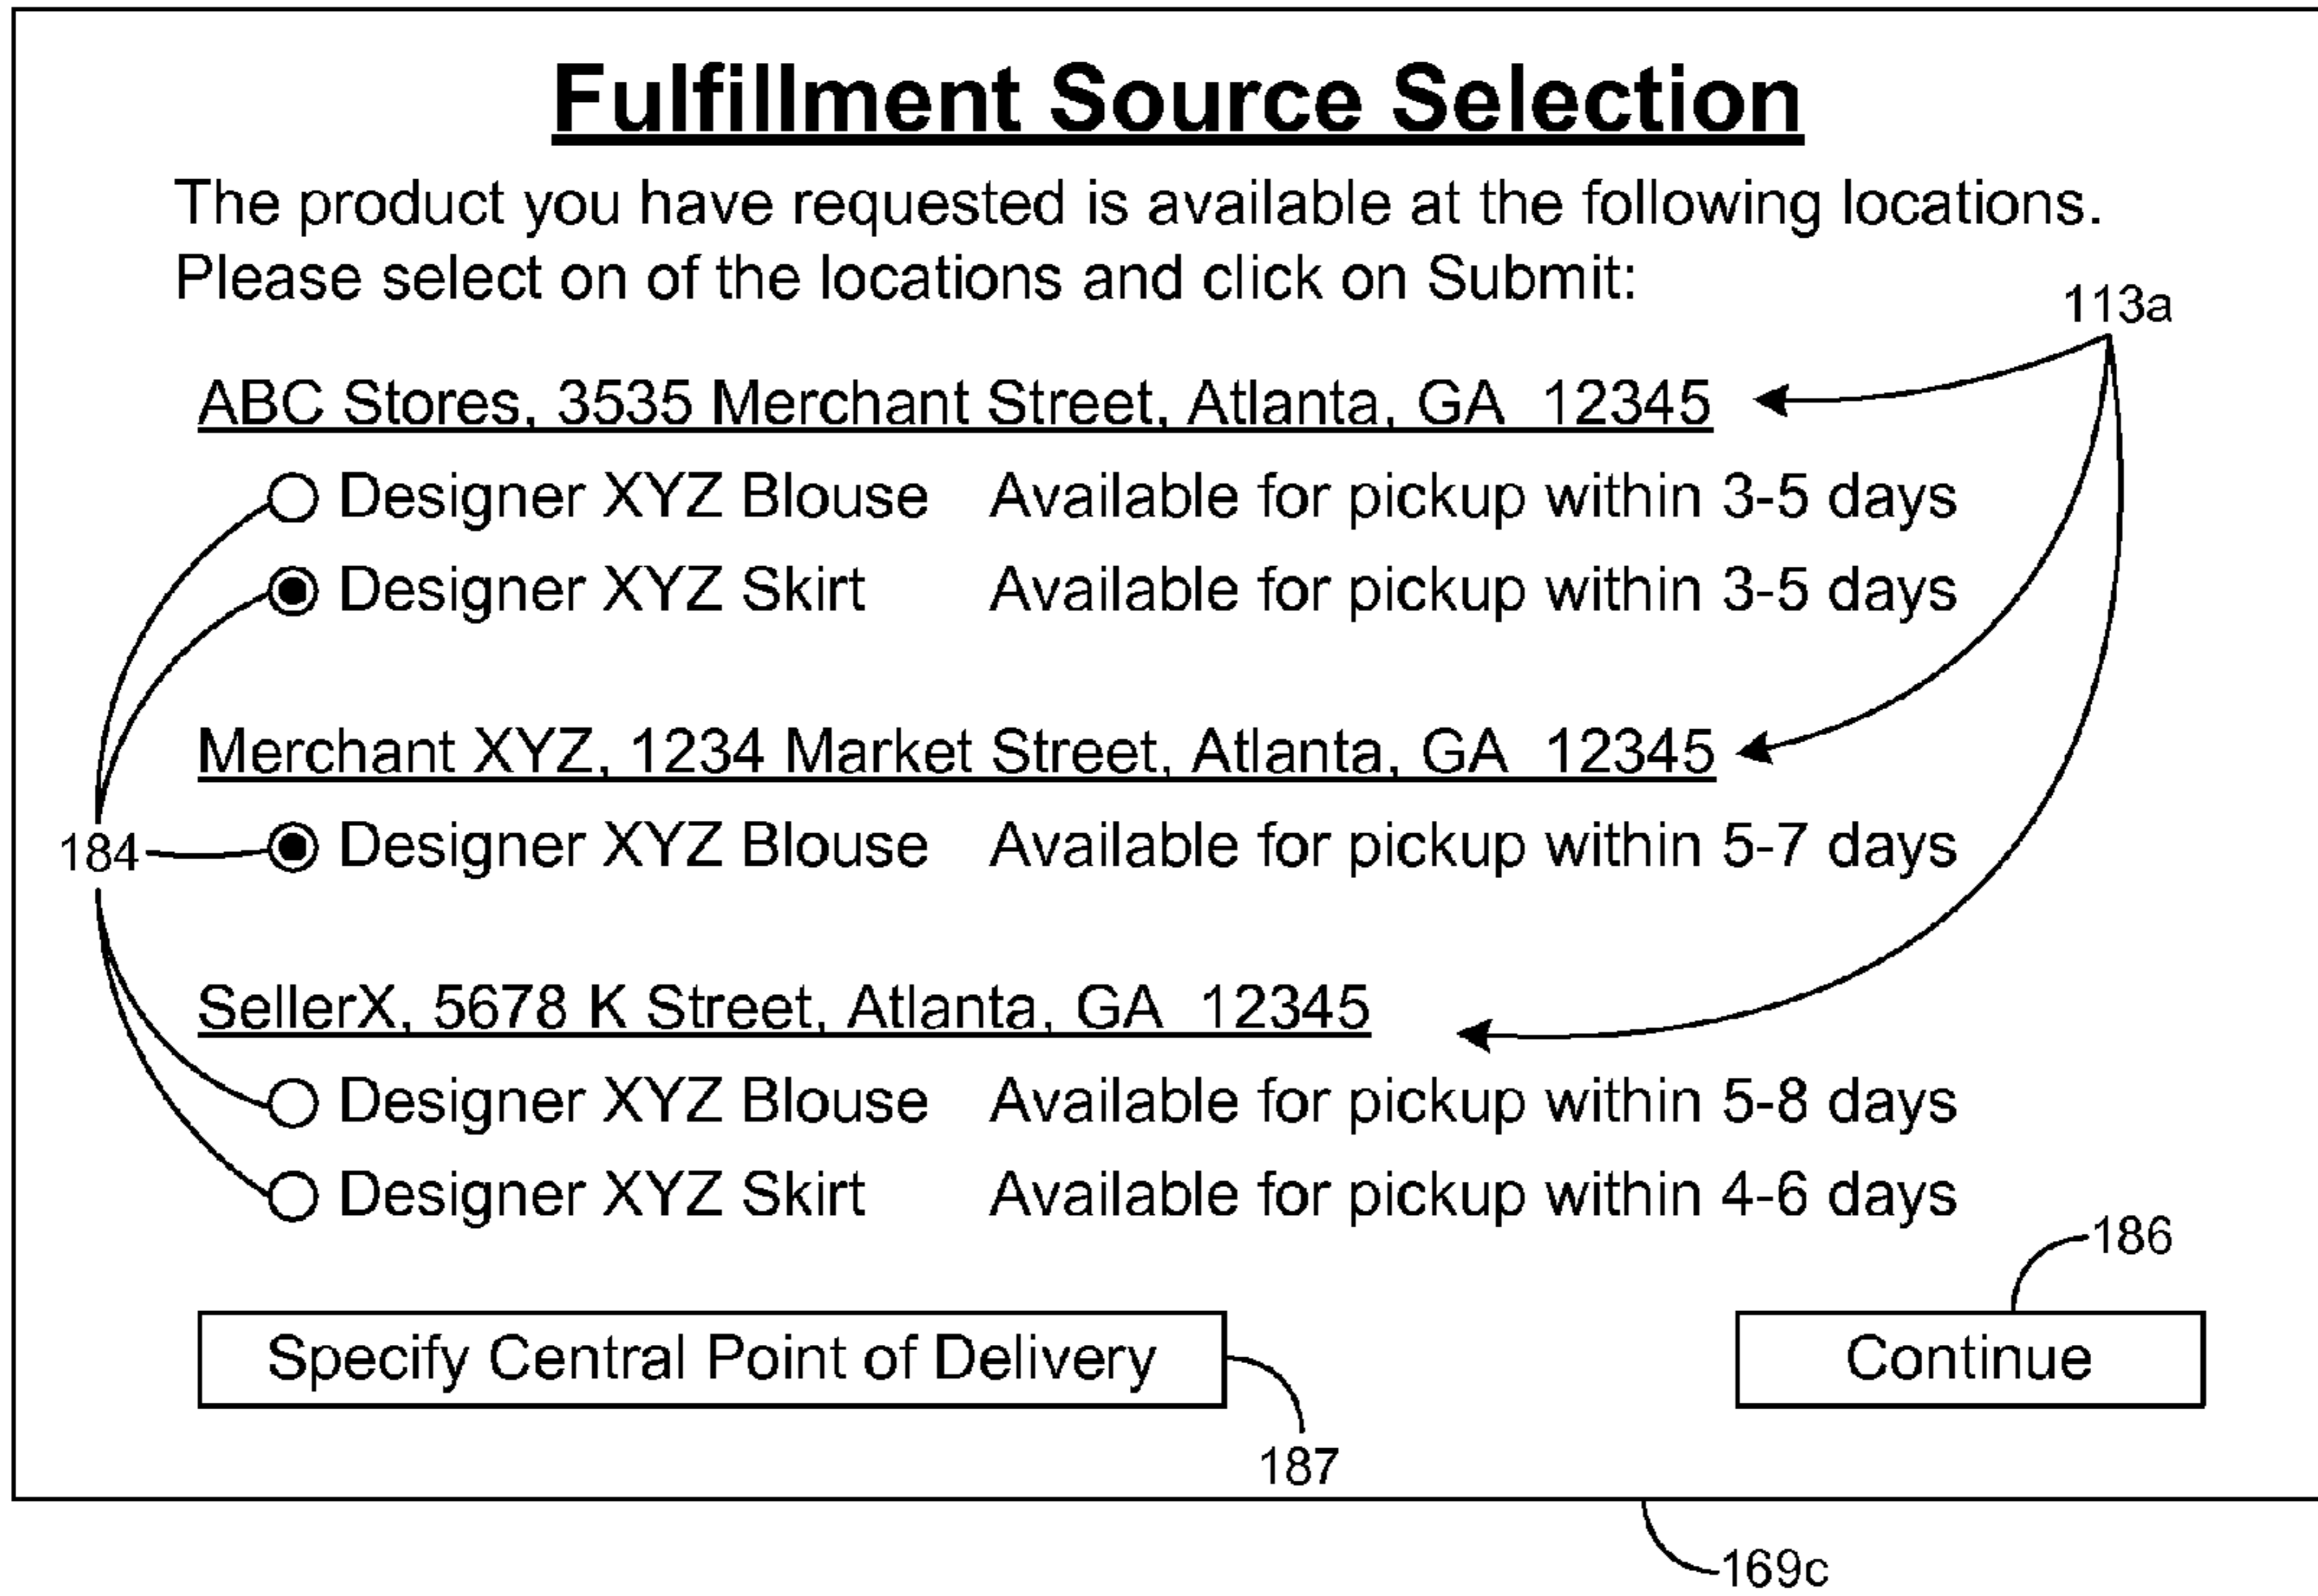 Fulfillment Source Selection
The product you have requested is available at the following locations.
Please select on of the locations and click on Submit:
113a
ABC Stores, 3535 Merchant Street, Atlanta, GA 12345
Designer XYZ Blouse Available for pickup within 3-5 days
Designer XYZ Skirt Available for pickup within 3-5 days
Merchant XYZ, 1234 Market Street, Atlanta, GA 12345
184 Designer XYZ Blouse Available for pickup within 5-7 days
SellerX, 5678 K Street, Atlanta, GA 12345
Designer XYZ Blouse Available for pickup within 5-8 days
Designer XYZ Skirt Available for pickup within 4-6 days
186
Specify Central Point of Delivery Continue
187
169c